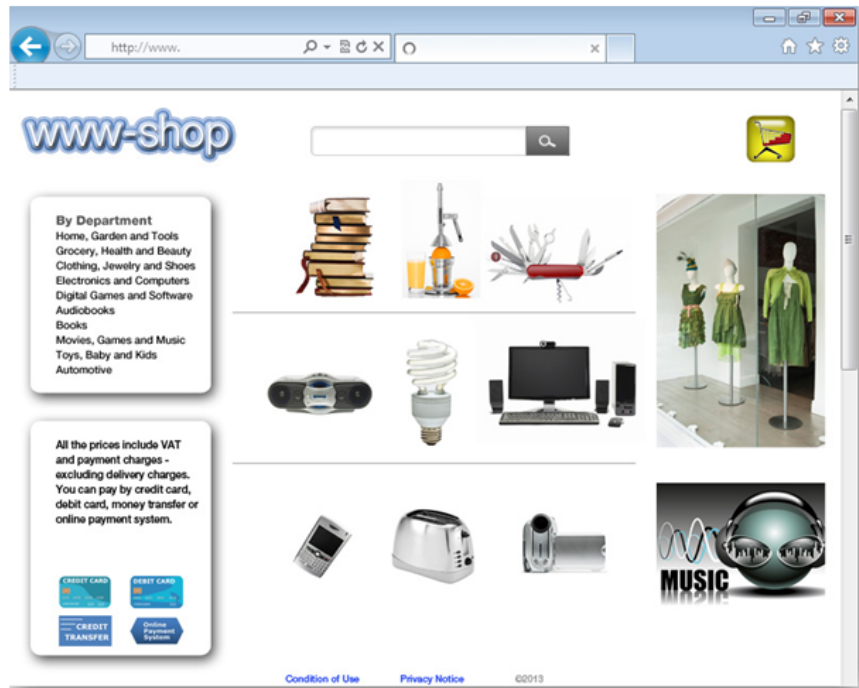 http://www.
www-shop
By Department
Home, Garden and Tools
Grocery, Health and Beauty
Clothing, Jewelry and Shoes
Electronics and Computers
Digital Games and Software
Audiobooks
Books
Movies, Games and Music
Toys, Baby and Kids
Automotive
All the prices include VAT
and payment charges -
excluding delivery charges.
You can pay by credit card,
debit card, money transfer or
online payment system.
CREDIT CARD
DEBIT CARD
CREDIT
TRANSFER
Online
Payment
System
MUSIC
Condition of Use
Privacy Notice
©2013